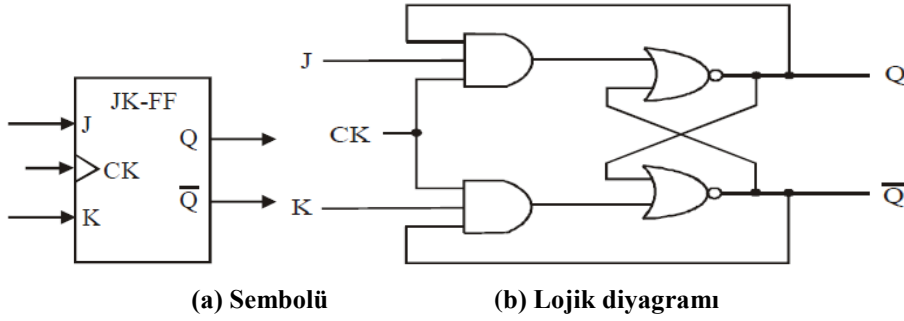 JK-FF
J
CK
K
Q
Q̅
J
CK
K
Q
Q̅
(a) Sembolü
(b) Lojik diyagramı